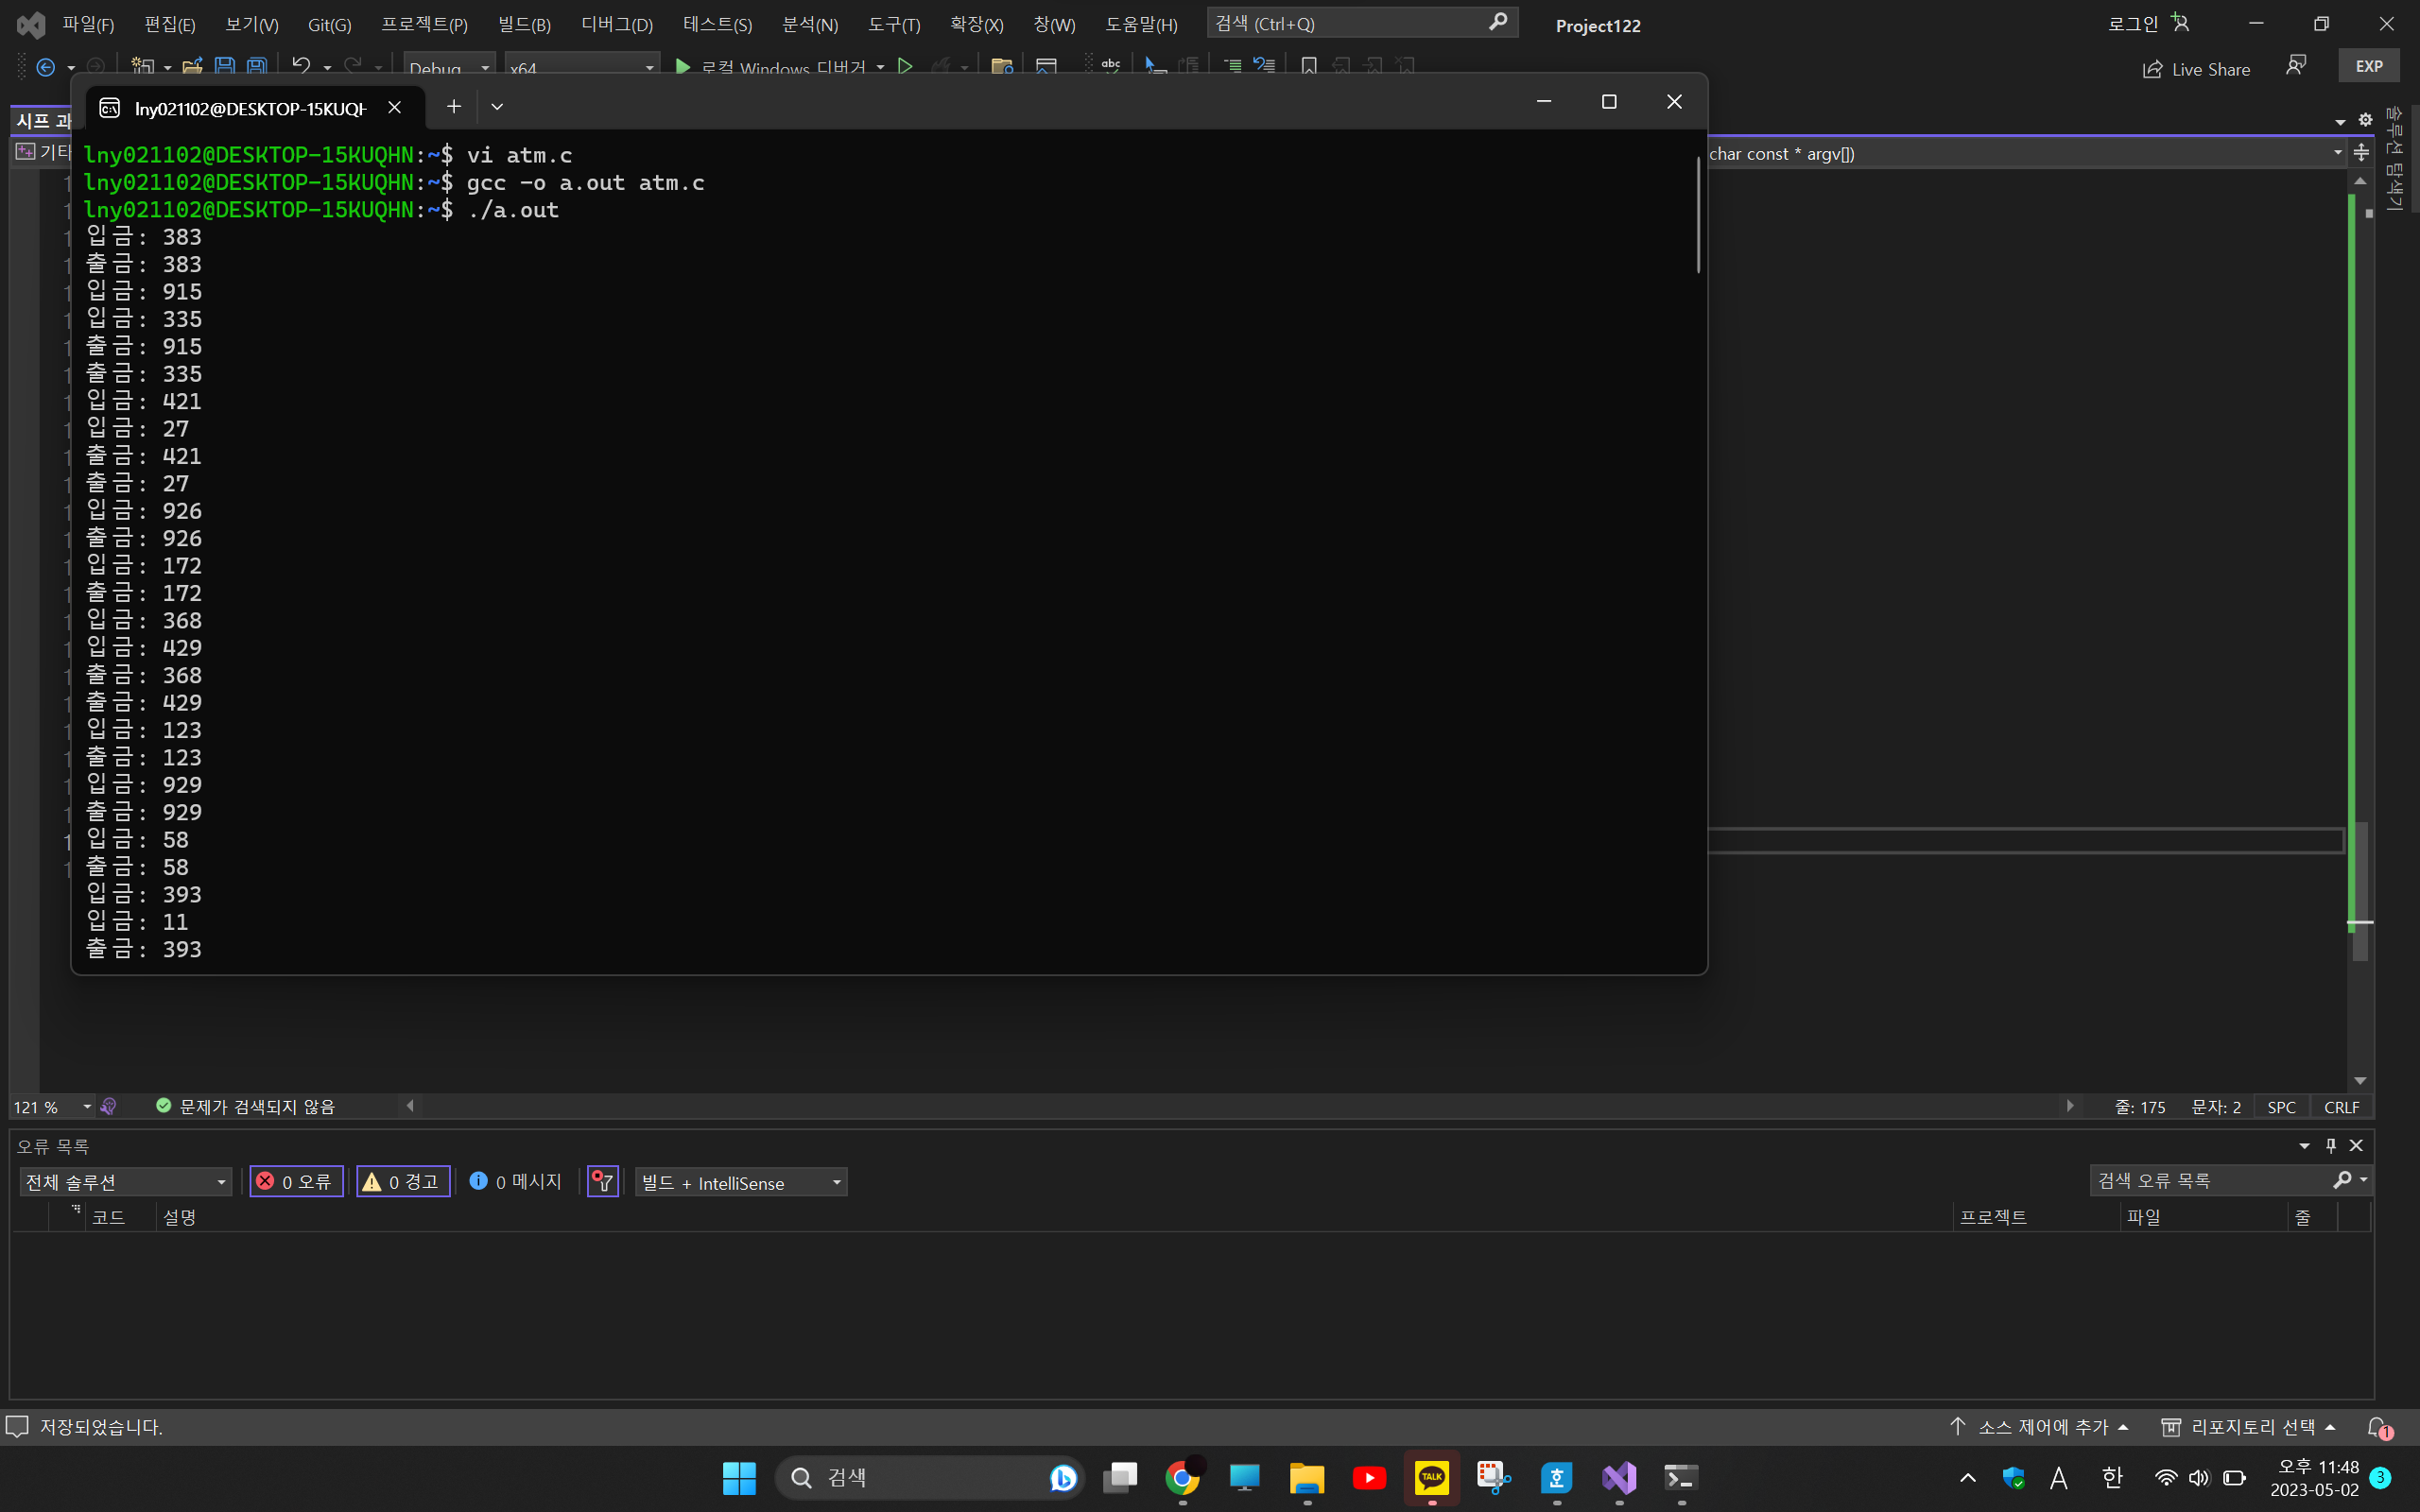 파일(F) 편집(E) 보기(V) Git(G) 프로젝트(P) 빌드(B) 디버그(D) 테스트(S) 분석(N) 도구(T) 확장(X) 창(W) 도움말(H) 검색 (Ctrl+Q) Project122 로그인
Debug x64 로컬 Windows 디버거 Live Share EXP
lny021102@DESKTOP-15KUQH
시프 과
기타 char const * argv[])
솔루션 탐색기
lny021102@DESKTOP-15KUQHN:~$ vi atm.c
lny021102@DESKTOP-15KUQHN:~$ gcc -o a.out atm.c
lny021102@DESKTOP-15KUQHN:~$ ./a.out
입금: 383
출금: 383
입금: 915
입금: 335
출금: 915
출금: 335
입금: 421
입금: 27
출금: 421
출금: 27
입금: 926
출금: 926
입금: 172
출금: 172
입금: 368
입금: 429
출금: 368
출금: 429
입금: 123
출금: 123
입금: 929
출금: 929
입금: 58
출금: 58
입금: 393
입금: 11
출금: 393
121 % 문제가 검색되지 않음 줄: 175 문자: 2 SPC CRLF
오류 목록
전체 솔루션 0 오류 0 경고 0 메시지 빌드 + IntelliSense 검색 오류 목록
코드 설명 프로젝트 파일 줄
저장되었습니다. 소스 제어에 추가 리포지토리 선택 1
검색 TALK A 한 오후 11:48 3
2023-05-02